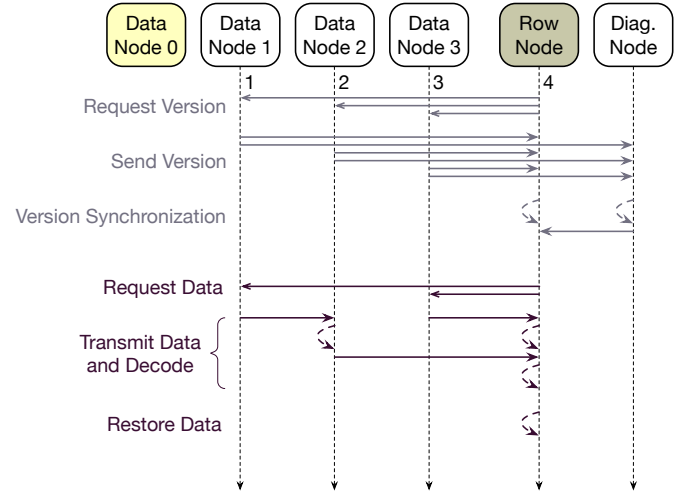 Data
Node 0
Data
Node 1
Data
Node 2
Data
Node 3
Row
Node
Diag.
Node
1
2
3
4
Request Version
Send Version
Version Synchronization
Request Data
Transmit Data
and Decode
Restore Data